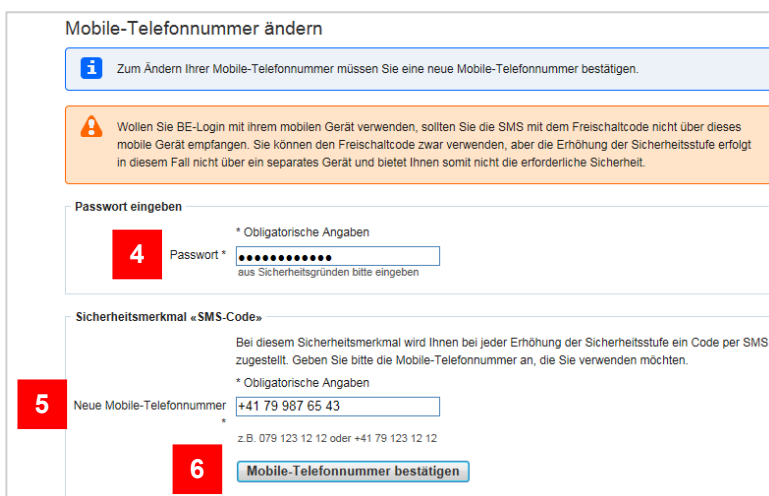 Mobile-Telefonnummer ändern
i Zum Ändern Ihrer Mobile-Telefonnummer müssen Sie eine neue Mobile-Telefonnummer bestätigen.
Wollen Sie BE-Login mit ihrem mobilen Gerät verwenden, sollten Sie die SMS mit dem Freischaltcode nicht über dieses
mobile Gerät empfangen. Sie können den Freischaltcode zwar verwenden, aber die Erhöhung der Sicherheitsstufe erfolgt
in diesem Fall nicht über ein separates Gerät und bietet Ihnen somit nicht die erforderliche Sicherheit.
Passwort eingeben
* Obligatorische Angaben
4 Passwort * ●●●●●●●●●●●●
aus Sicherheitsgründen bitte eingeben
Sicherheitsmerkmal «SMS-Code»
Bei diesem Sicherheitsmerkmal wird Ihnen bei jeder Erhöhung der Sicherheitsstufe ein Code per SMS
zugestellt. Geben Sie bitte die Mobile-Telefonnummer an, die Sie verwenden möchten.
* Obligatorische Angaben
5 Neue Mobile-Telefonnummer +41 79 987 65 43
*
z.B. 079 123 12 12 oder +41 79 123 12 12
6 Mobile-Telefonnummer bestätigen